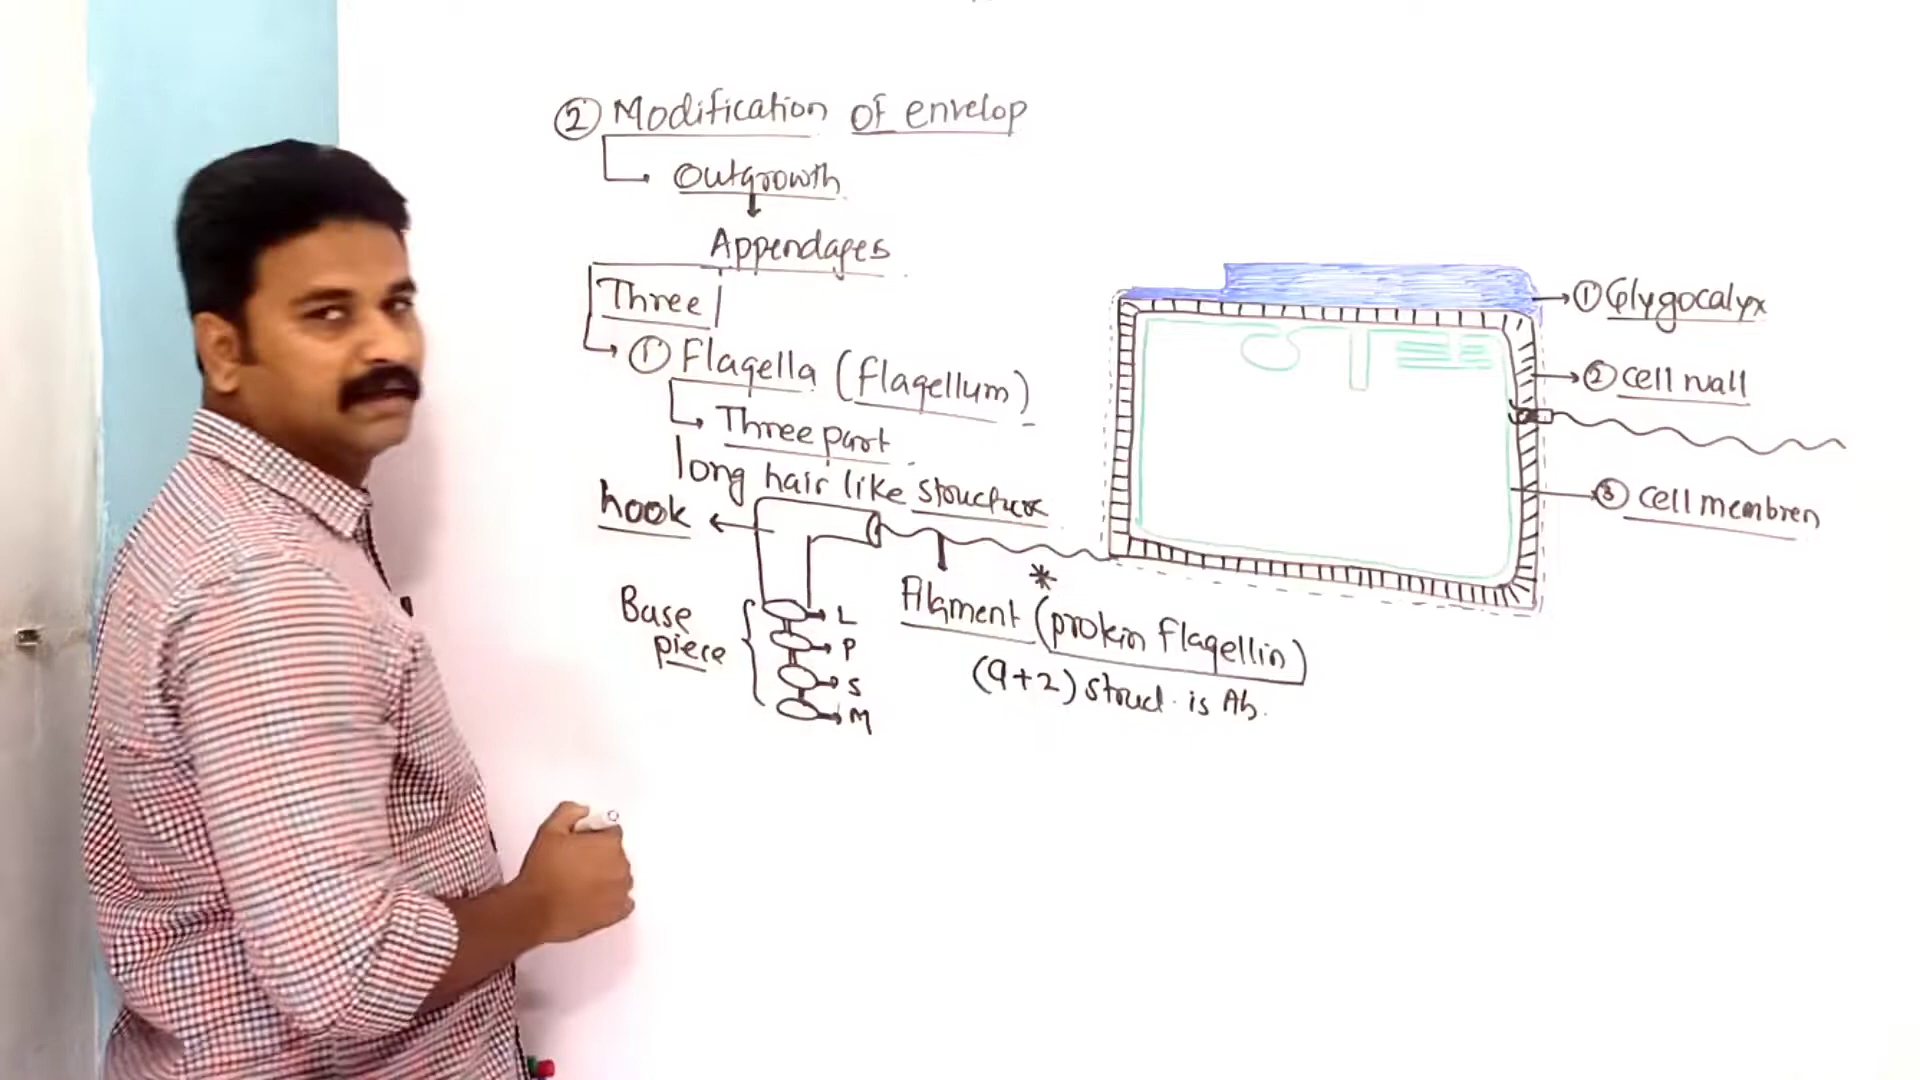 ② Modification of envelop
Outgrowth
Appendages
Three
① Flagella (flagellum)
Three part
long hair like structure
hook
Base
piece
L
P
S
M
Filament (protein flagellin)
*
(9+2) struct. is Ab.
① Glygocalyx
② cell wall
③ cell membren